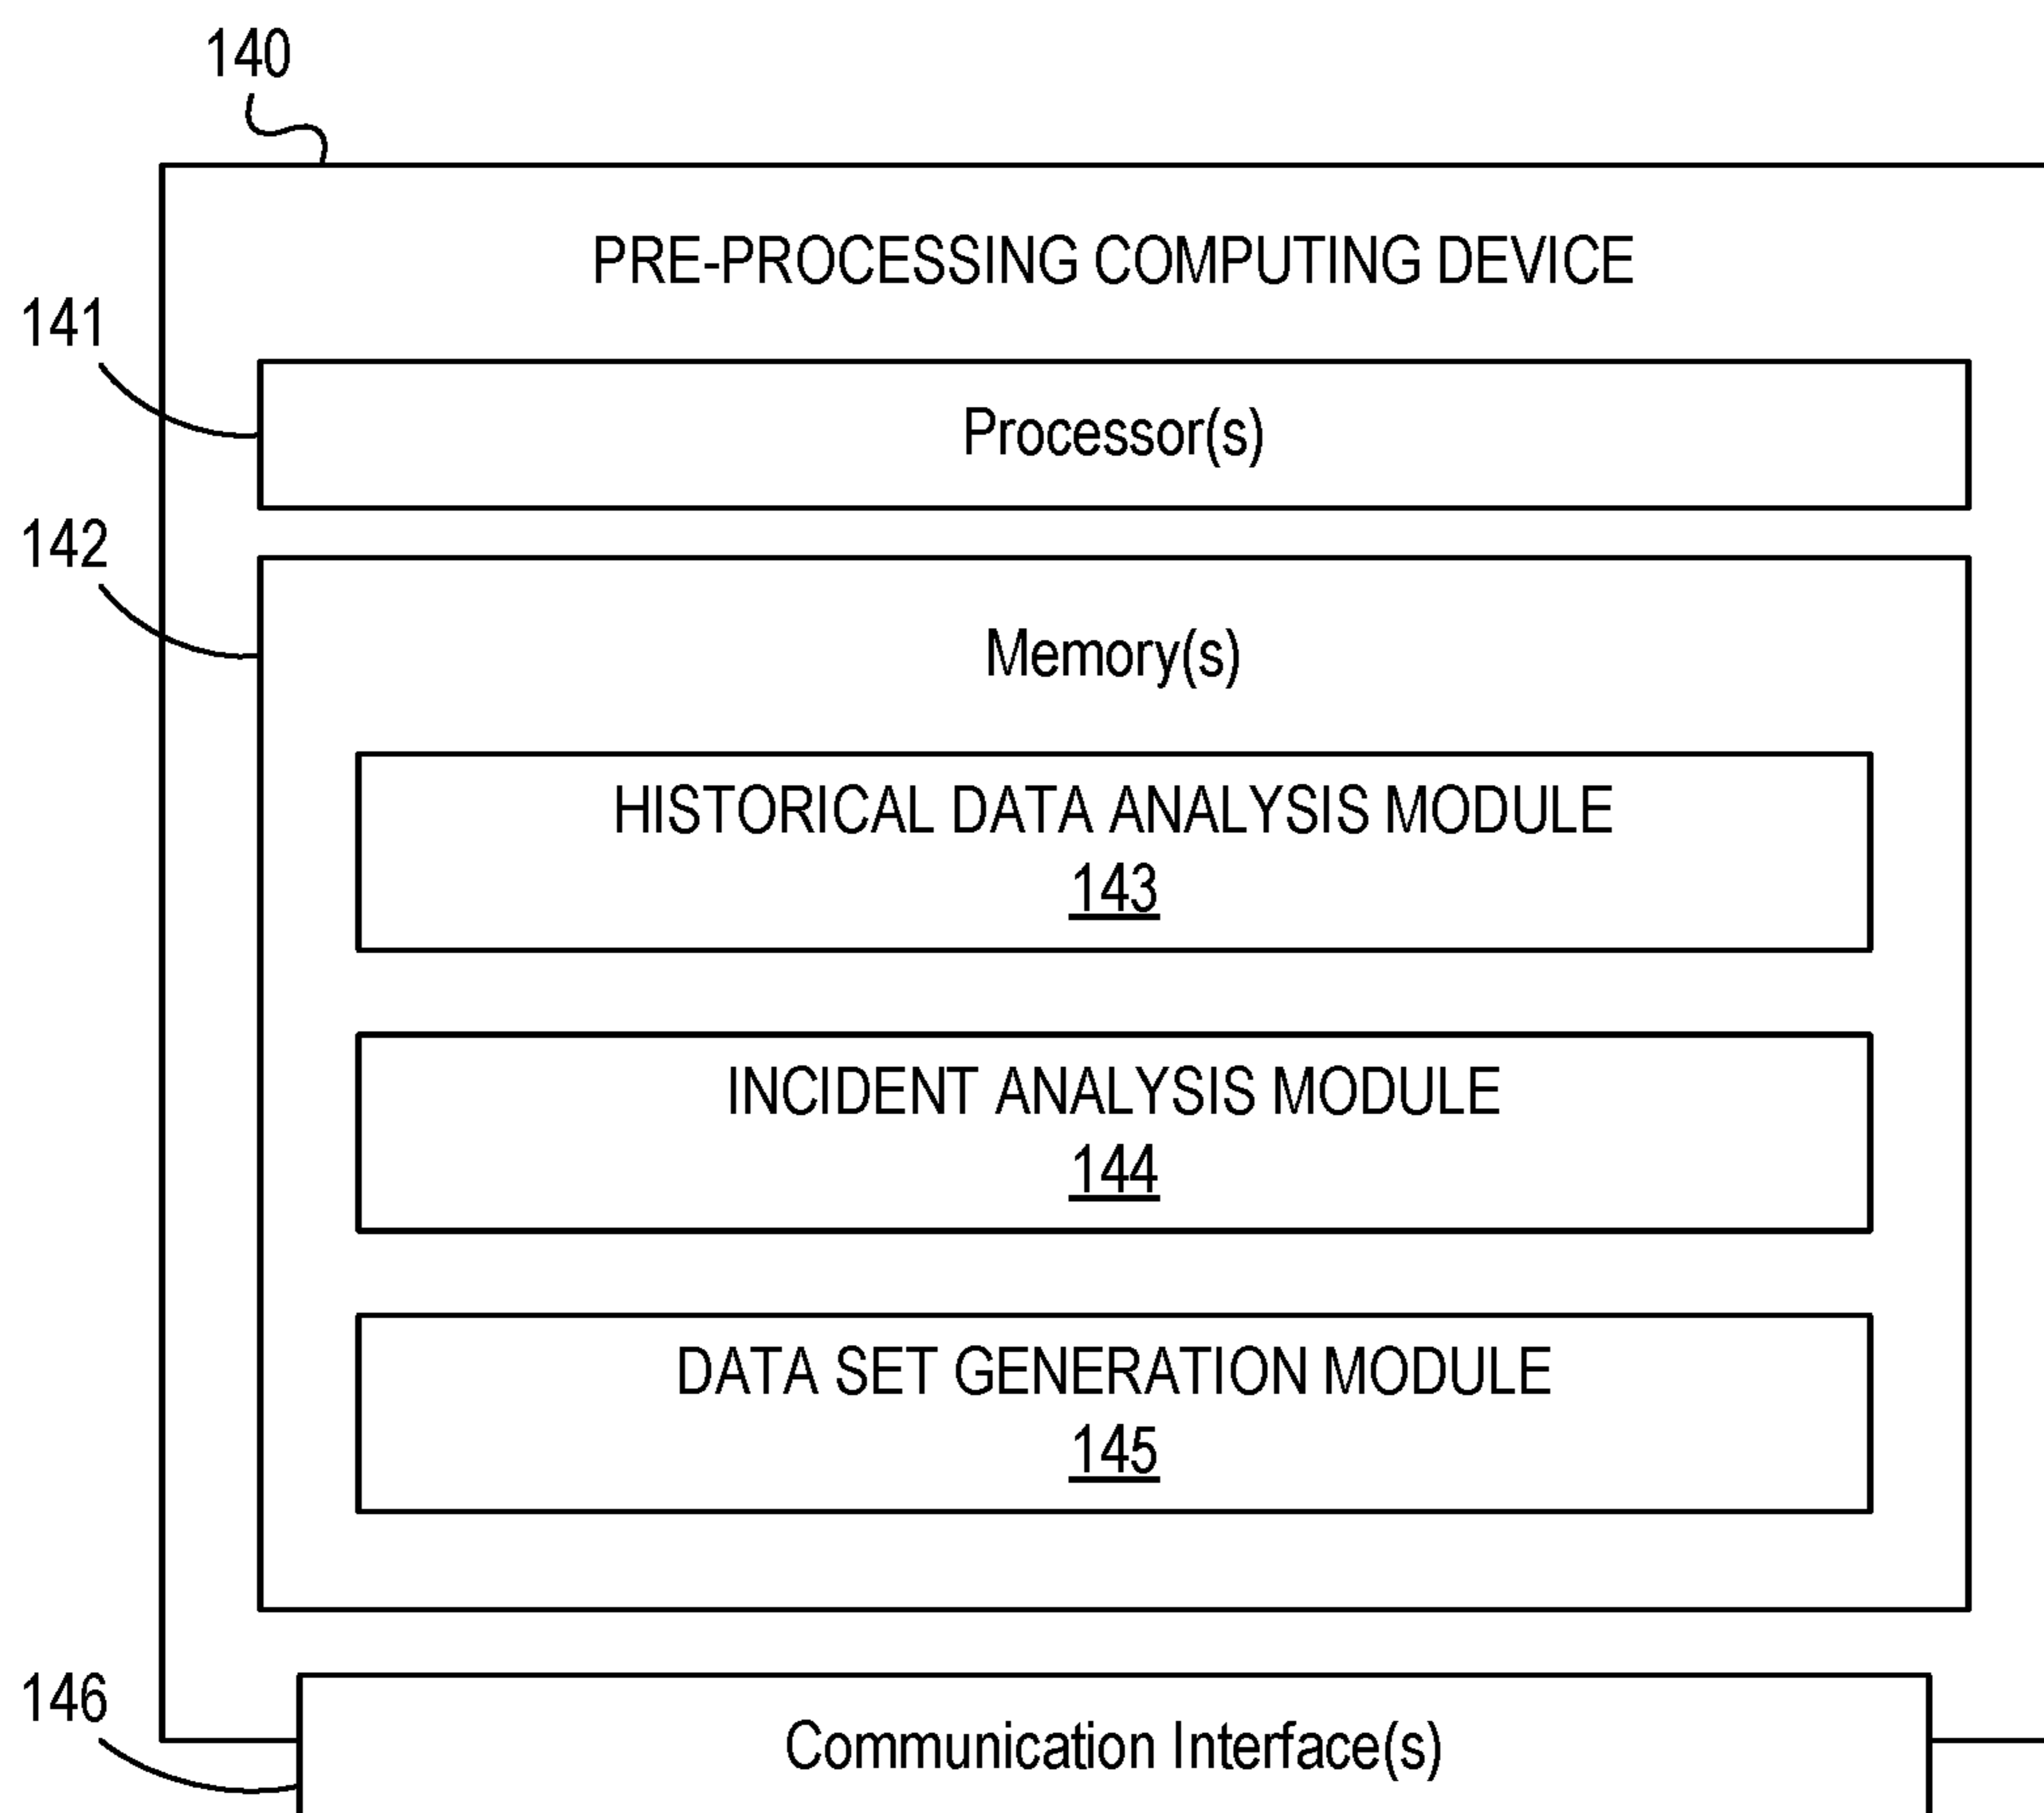 140
PRE-PROCESSING COMPUTING DEVICE
141
Processor(s)
142
Memory(s)
HISTORICAL DATA ANALYSIS MODULE
143
INCIDENT ANALYSIS MODULE
144
DATA SET GENERATION MODULE
145
146
Communication Interface(s)